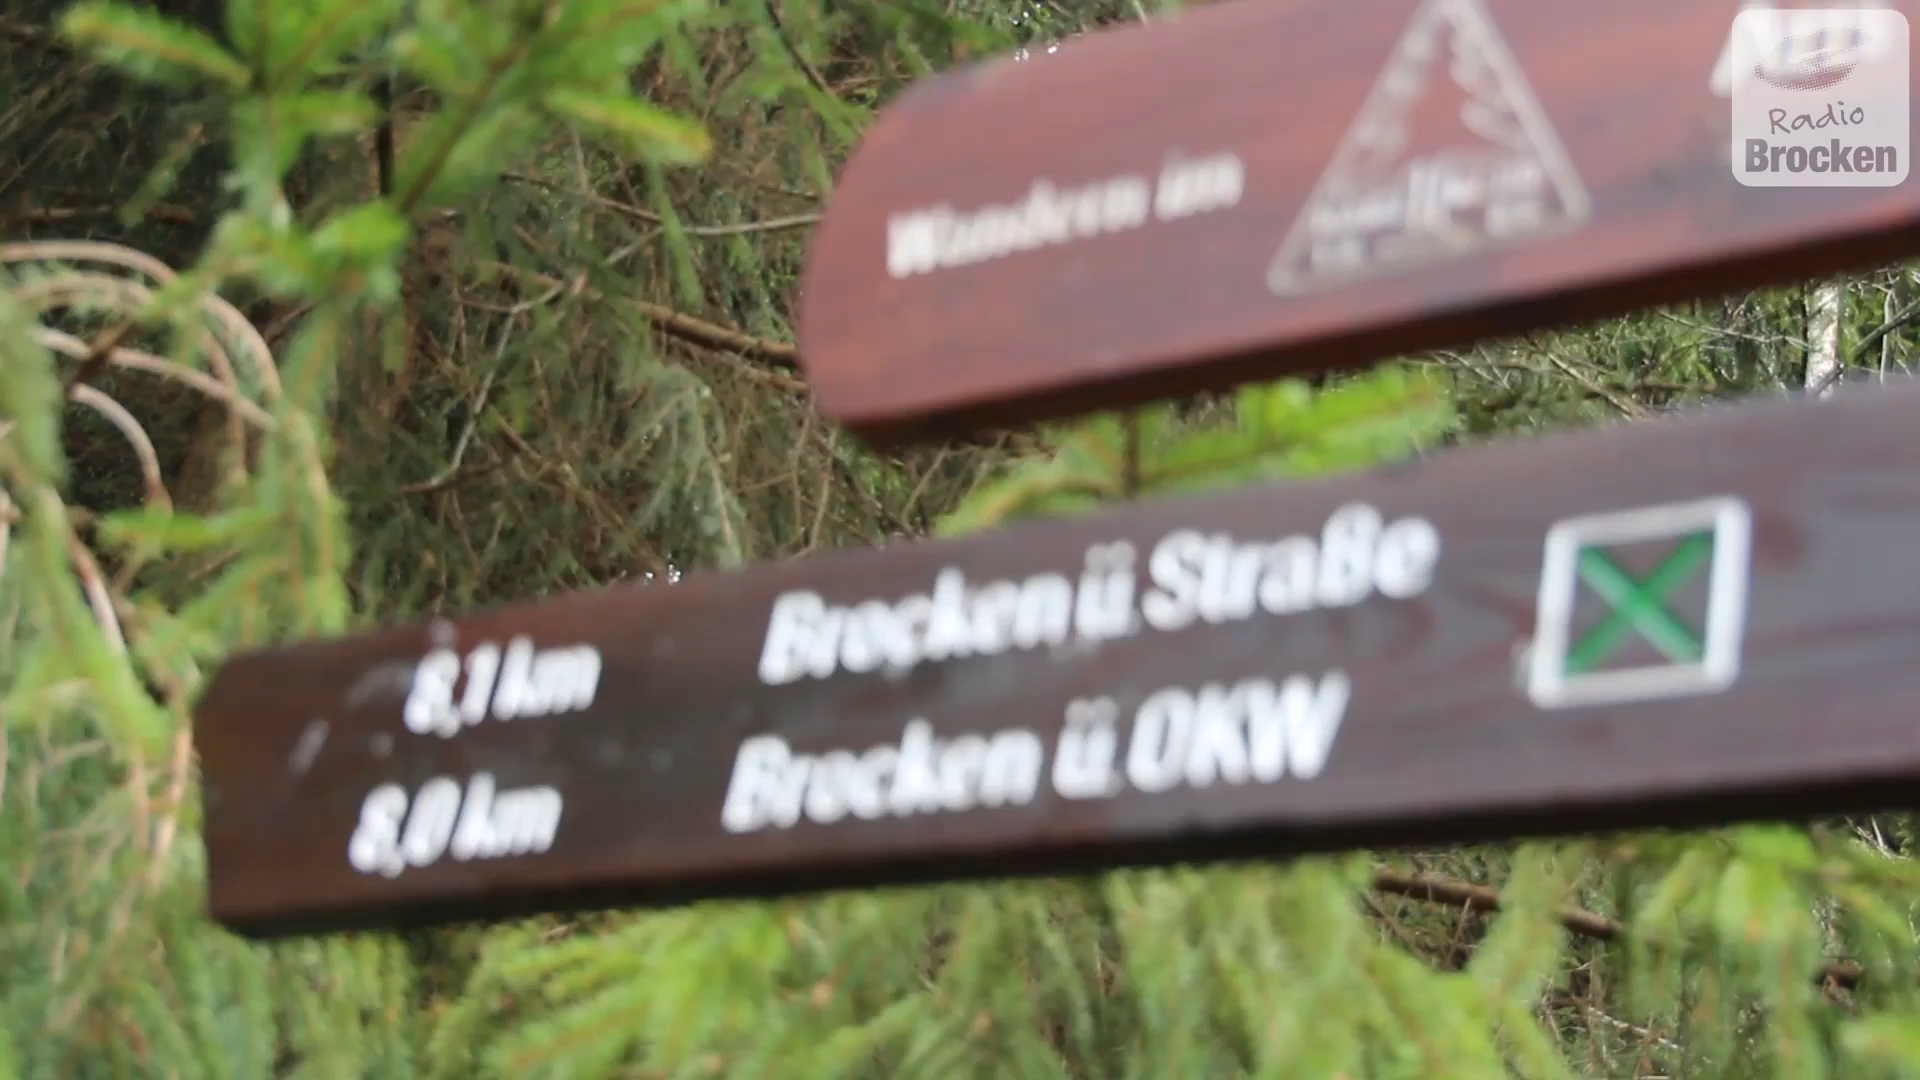 Radio
Brocken
Wandern im
8,1 km Brocken ü. Straße
8,0 km Brocken ü. OKW